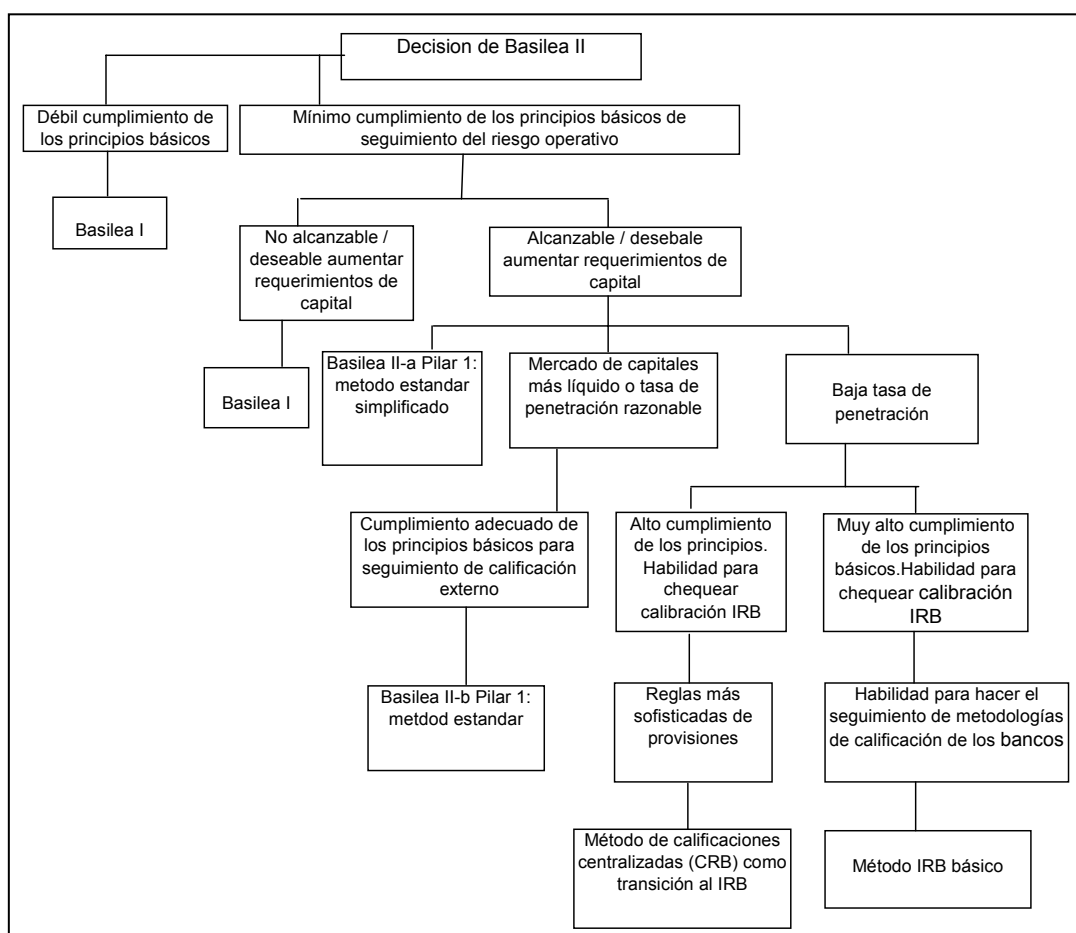 Decision de Basilea II
Débil cumplimiento de
los principios básicos
Mínimo cumplimiento de los principios básicos de
seguimiento del riesgo operativo
Basilea I
No alcanzable /
deseable aumentar
requerimientos de
capital
Alcanzable / desebale
aumentar requerimientos de
capital
Basilea I
Basilea II-a Pilar 1:
metodo estandar
simplificado
Mercado de capitales
más líquido o tasa de
penetración razonable
Baja tasa de
penetración
Cumplimiento adecuado de
los principios básicos para
seguimiento de calificación
externo
Alto cumplimiento
de los principios.
Habilidad para
chequear
calibración IRB
Muy alto cumplimiento
de los principios
básicos.Habilidad para
chequear calibración
IRB
Basilea II-b Pilar 1:
metdod estandar
Reglas más
sofisticadas de
provisiones
Habilidad para hacer el
seguimiento de metodologías
de calificación de los bancos
Método de calificaciones
centralizadas (CRB) como
transición al IRB
Método IRB básico